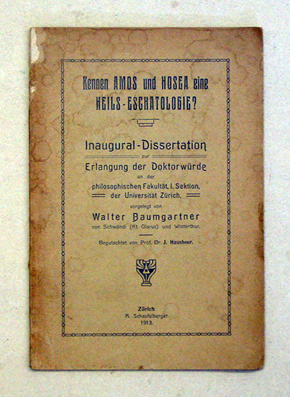 Kennen AMOS und HOSEA eine
HEILS-ESCHATOLOGIE?
Inaugural-Dissertation
zur
Erlangung der Doktorwürde
an der
philosophischen Fakultät, I. Sektion,
der Universität Zürich,
vorgelegt von
Walter Baumgartner
von Schwändi (Kt. Glarus) und Winterthur.
Begutachtet von Prof. Dr. J. Hausheer.
Zürich
A. Schaufelberger.
1913.